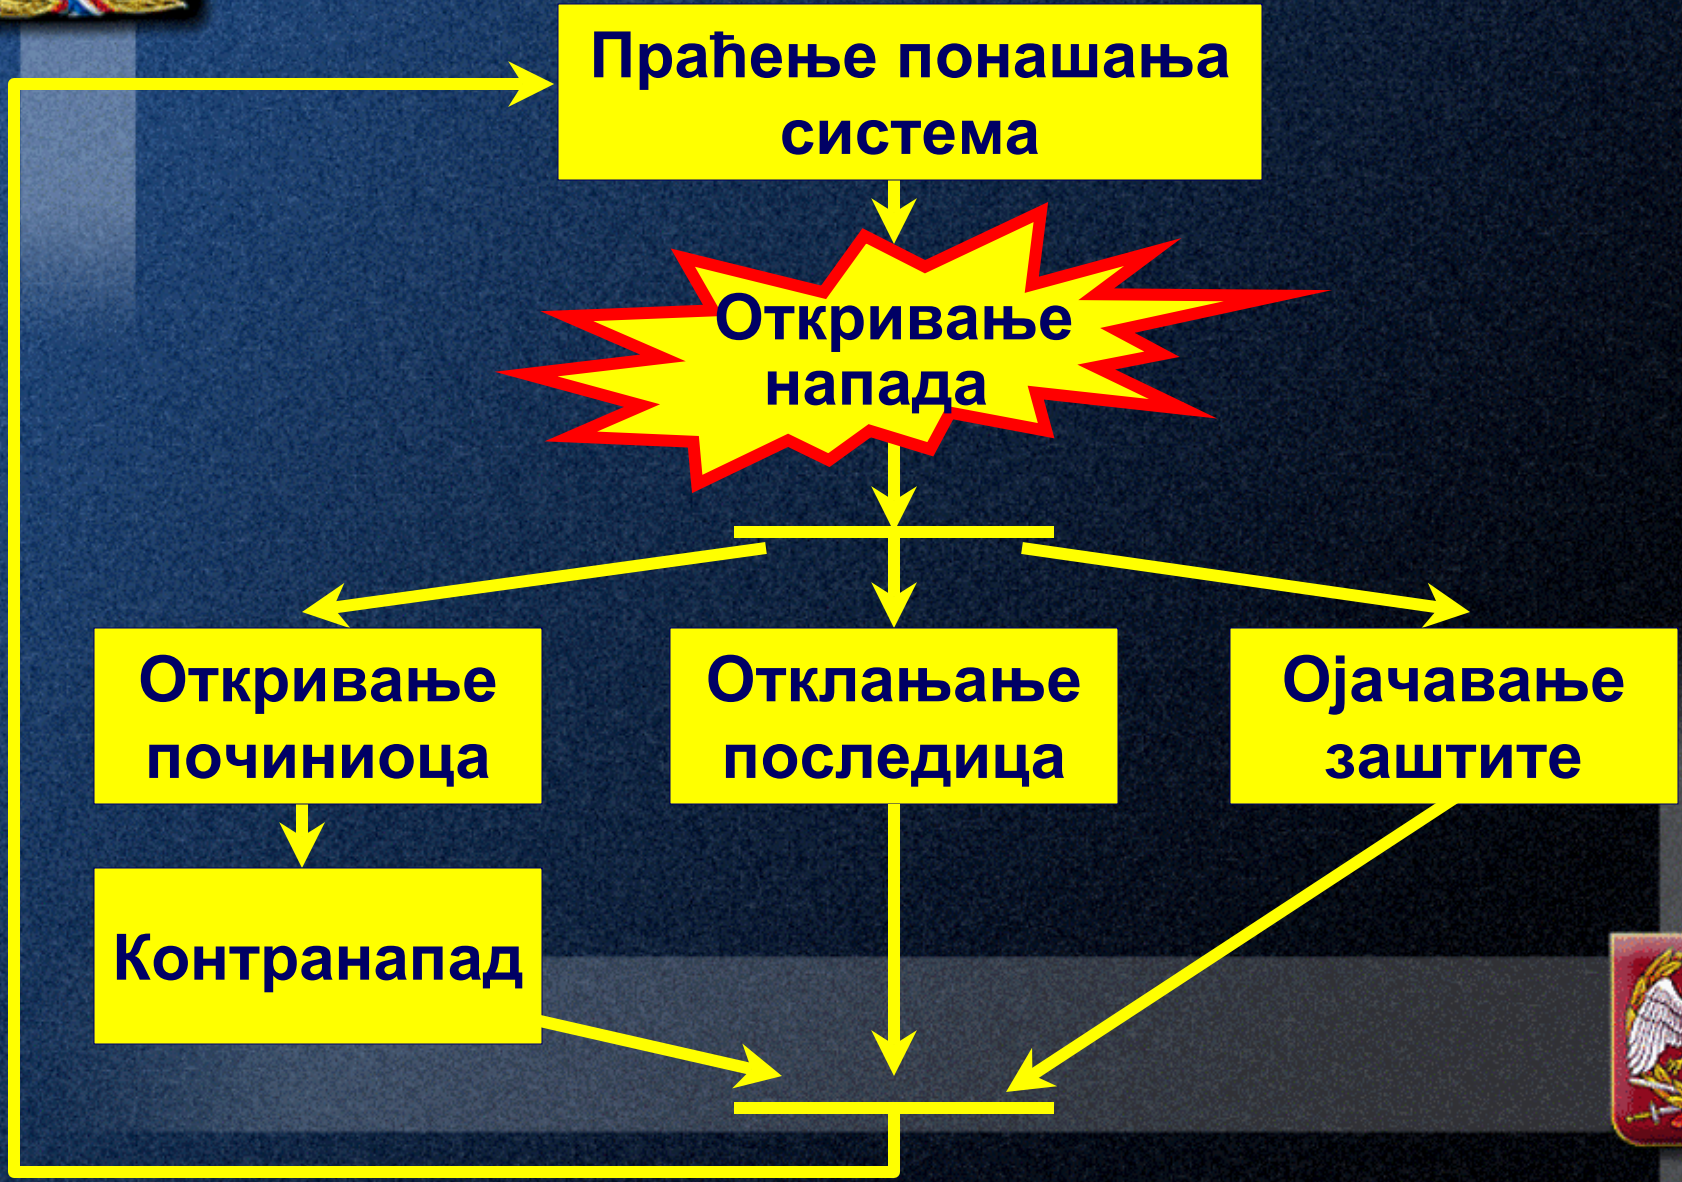 Праћење понашања
система
Откривање
напада
Откривање
починиоца
Отклањање
последица
Ојачавање
заштите
Контранапад